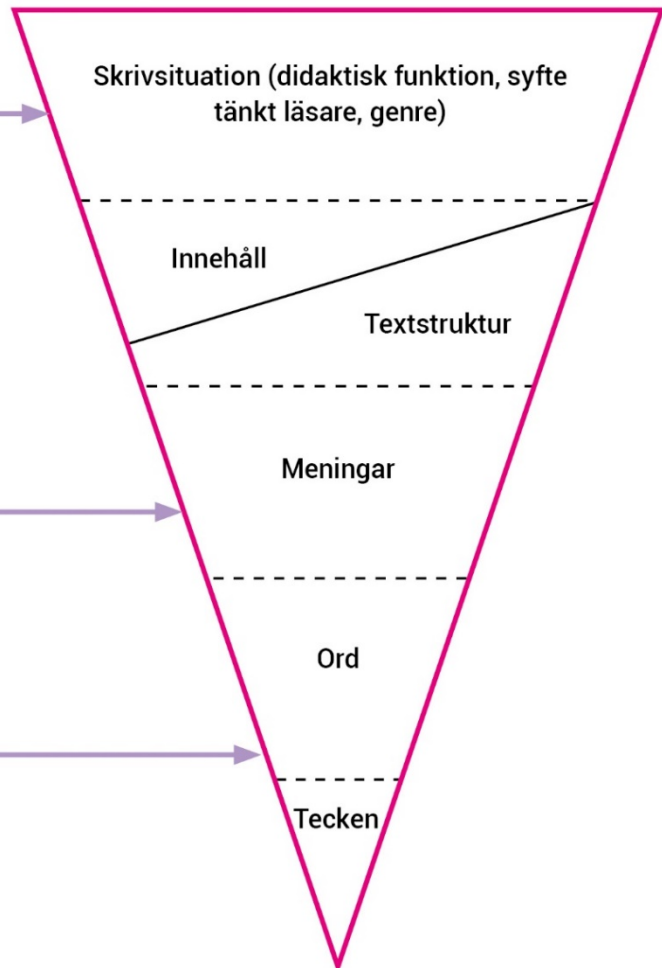 Skrivsituation (didaktisk funktion, syfte
tänkt läsare, genre)
Innehåll
Textstruktur
Meningar
Ord
Tecken